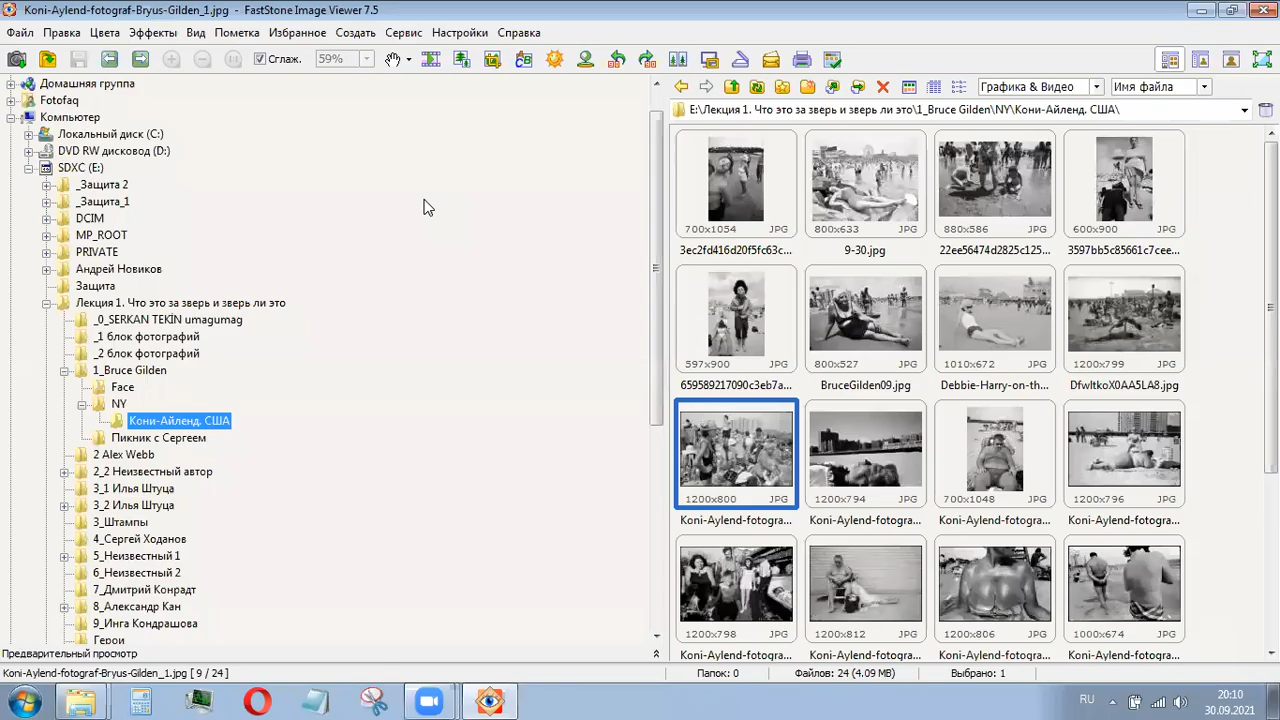 Koni-Aylend-fotograf-Bryus-Gilden_1.jpg - FastStone Image Viewer 7.5
Файл Правка Цвета Эффекты Вид Пометка Избранное Создать Сервис Настройки Справка
Сглаж. 59%
Графика & Видео Имя файла
E:\Лекция 1. Что это за зверь и зверь ли это\1_Bruce Gilden\NY\Кони-Айленд. США\
Домашняя группа
Fotofaq
Компьютер
Локальный диск (C:)
DVD RW дисковод (D:)
SDXC (E:)
_Защита 2
_Защита_1
DCIM
MP_ROOT
PRIVATE
Андрей Новиков
Защита
Лекция 1. Что это за зверь и зверь ли это
_0_SERKAN TEKİN umagumag
_1 блок фотографий
_2 блок фотографий
1_Bruce Gilden
Face
NY
Кони-Айленд. США
Пикник с Сергеем
2 Alex Webb
2_2 Неизвестный автор
3_1 Илья Штуца
3_2 Илья Штуца
3_Штампы
4_Сергей Ходанов
5_Неизвестный 1
6_Неизвестный 2
7_Дмитрий Конрадт
8_Александр Кан
9_Инга Кондрашова
Герои
700x1054 JPG 800x633 JPG 880x586 JPG 600x900 JPG
3ec2fd416d20f5fc63c... 9-30.jpg 22ee56474d2825c125... 3597bb5c85661c7cee...
597x900 JPG 800x527 JPG 1010x672 JPG 1200x799 JPG
659589217090c3eb7a... BruceGilden09.jpg Debbie-Harry-on-th... DfwltkoX0AA5LA8.jpg
1200x800 JPG 1200x794 JPG 700x1048 JPG 1200x796 JPG
Koni-Aylend-fotogra... Koni-Aylend-fotogra... Koni-Aylend-fotogra... Koni-Aylend-fotogra...
1200x798 JPG 1200x812 JPG 1200x806 JPG 1000x674 JPG
Koni-Aylend-fotogra... Koni-Aylend-fotogra... Koni-Aylend-fotogra... Koni-Aylend-fotogra...
Предварительный просмотр
Koni-Aylend-fotograf-Bryus-Gilden_1.jpg [ 9 / 24 ] Папок: 0 Файлов: 24 (4.09 MB) Выбрано: 1
RU 20:10
30.09.2021